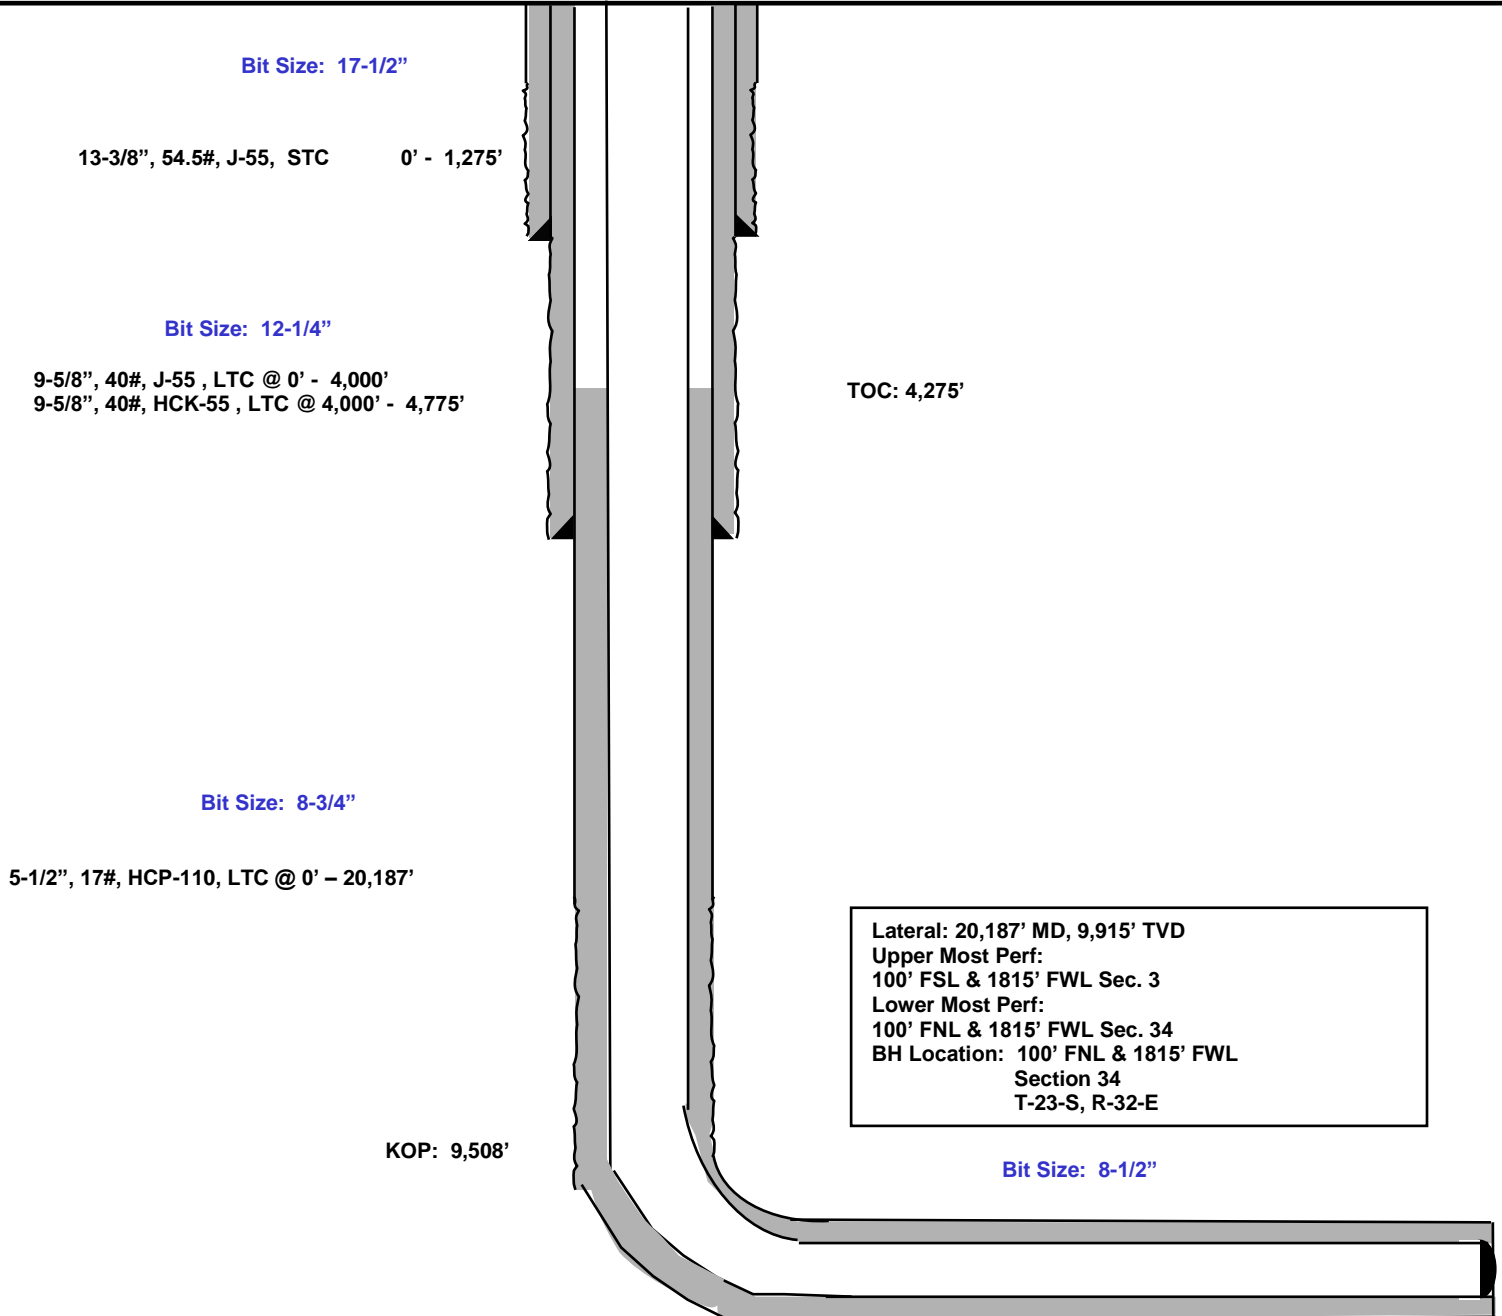 Bit Size: 17-1/2”
13-3/8”, 54.5#, J-55, STC 0’ - 1,275’
Bit Size: 12-1/4”
9-5/8”, 40#, J-55 , LTC @ 0’ - 4,000’
9-5/8”, 40#, HCK-55 , LTC @ 4,000’ - 4,775’
TOC: 4,275’
Bit Size: 8-3/4”
5-1/2”, 17#, HCP-110, LTC @ 0’ – 20,187’
Lateral: 20,187’ MD, 9,915’ TVD
Upper Most Perf:
100’ FSL & 1815’ FWL Sec. 3
Lower Most Perf:
100’ FNL & 1815’ FWL Sec. 34
BH Location: 100’ FNL & 1815’ FWL
Section 34
T-23-S, R-32-E
KOP: 9,508’
Bit Size: 8-1/2”